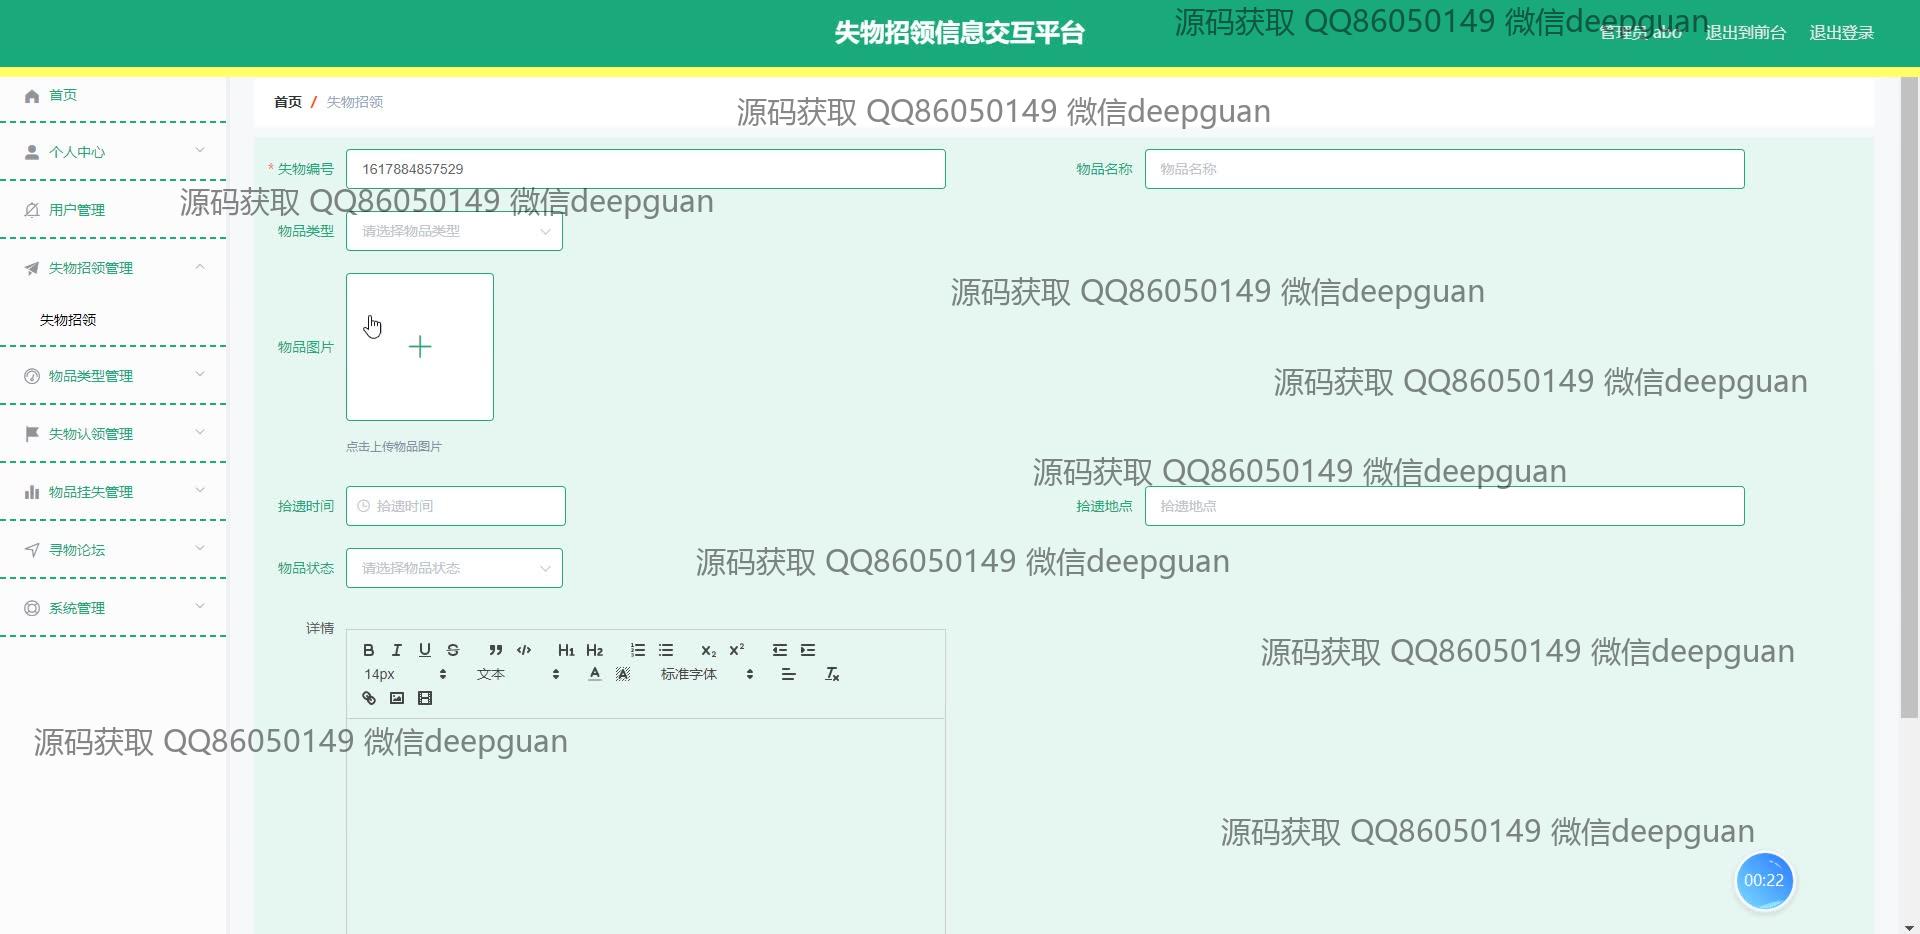 失物招领信息交互平台
源码获取 QQ86050149 微信deepguan
管理员 abo 退出到前台 退出登录
首页
个人中心
用户管理
失物招领管理
失物招领
物品类型管理
失物认领管理
物品挂失管理
寻物论坛
系统管理
首页 / 失物招领
源码获取 QQ86050149 微信deepguan
* 失物编号 1617884857529
物品名称 物品名称
源码获取 QQ86050149 微信deepguan
物品类型 请选择物品类型
源码获取 QQ86050149 微信deepguan
物品图片
源码获取 QQ86050149 微信deepguan
点击上传物品图片
源码获取 QQ86050149 微信deepguan
拾遗时间 拾遗时间
拾遗地点 拾遗地点
源码获取 QQ86050149 微信deepguan
物品状态 请选择物品状态
详情
B I U S H1 H2 x₂ x²
14px 文本 A A 标准字体 Tx
源码获取 QQ86050149 微信deepguan
源码获取 QQ86050149 微信deepguan
源码获取 QQ86050149 微信deepguan
00:22